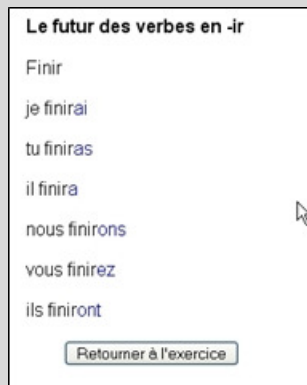 Le futur des verbes en -ir
Finir
je finirai
tu finiras
il finira
nous finirons
vous finirez
ils finiront
Retourner à l'exercice